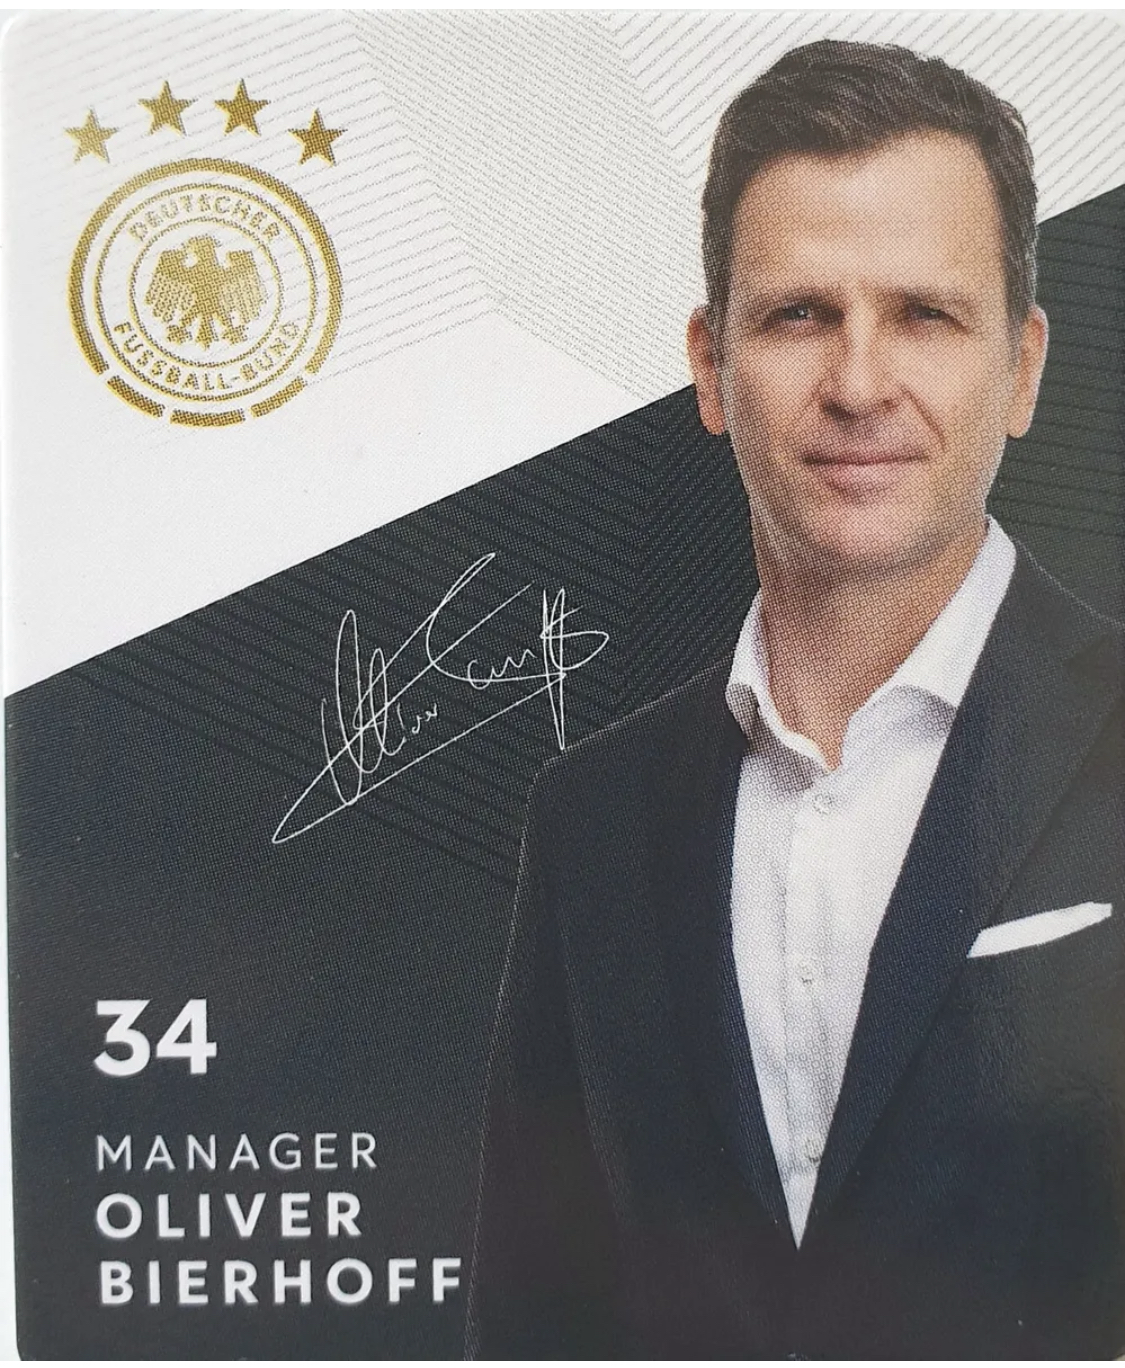 DEUTSCHER
FUSSBALL-BUND
34
MANAGER
OLIVER
BIERHOFF